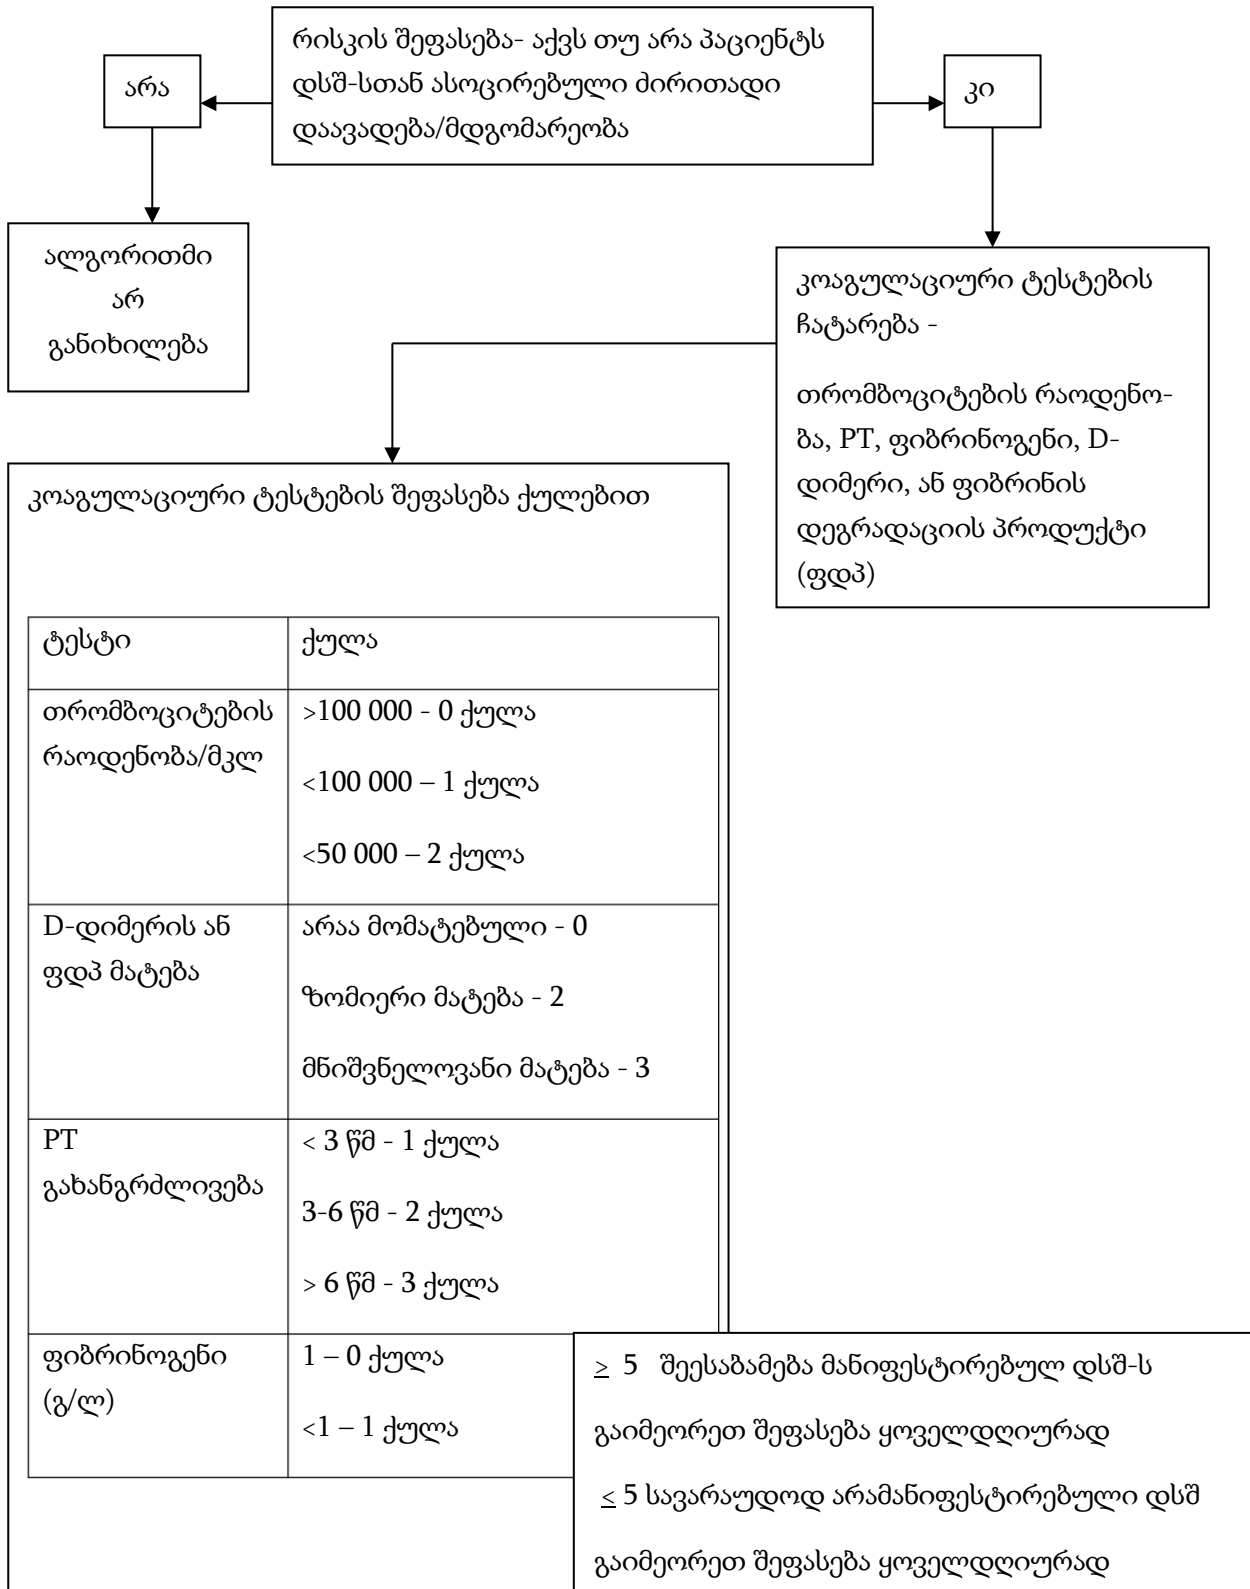 რისკის შეფასება- აქვს თუ არა პაციენტს
დსშ-სთან ასოცირებული ძირითადი
დაავადება/მდგომარეობა
არა
კი
ალგორითმი
არ
განიხილება
კოაგულაციური ტესტების
ჩატარება -
თრომბოციტების რაოდენო-
ბა, PT, ფიბრინოგენი, D-
დიმერი, ან ფიბრინის
დეგრადაციის პროდუქტი
(ფდპ)
კოაგულაციური ტესტების შეფასება ქულებით
ტესტი
ქულა
თრომბოციტების
რაოდენობა/მკლ
>100 000 - 0 ქულა
<100 000 – 1 ქულა
<50 000 – 2 ქულა
D-დიმერის ან
ფდპ მატება
არაა მომატებული - 0
ზომიერი მატება - 2
მნიშვნელოვანი მატება - 3
PT
გახანგრძლივება
< 3 წმ - 1 ქულა
3-6 წმ - 2 ქულა
> 6 წმ - 3 ქულა
ფიბრინოგენი
(გ/ლ)
1 – 0 ქულა
<1 – 1 ქულა
≥ 5 შეესაბამება მანიფესტირებულ დსშ-ს
გაიმეორეთ შეფასება ყოველდღიურად
≤ 5 სავარაუდოდ არამანიფესტირებული დსშ
გაიმეორეთ შეფასება ყოველდღიურად